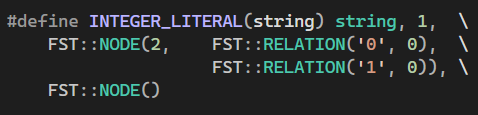 #define INTEGER_LITERAL(string) string, 1, \
    FST::NODE(2,    FST::RELATION('0', 0), \
                    FST::RELATION('1', 0)), \
    FST::NODE()